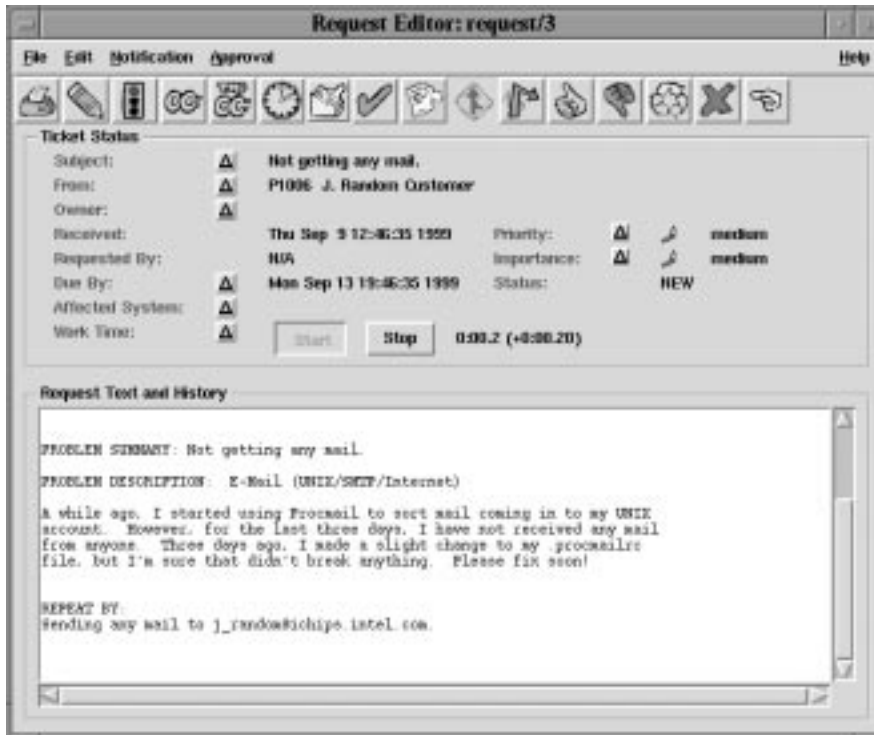 Request Editor: request/3
File Edit Notification Approval Help
Ticket Status
Subject: Not getting any mail.
From: P1006 J. Random Customer
Owner:
Received: Thu Sep 9 12:46:35 1999 Priority: medium
Requested By: N/A Importance: medium
Due By: Mon Sep 13 19:46:35 1999 Status: NEW
Affected System:
Work Time: Start Stop 0:00.2 (+0:00.20)
Request Text and History
PROBLEM SUMMARY: Not getting any mail.
PROBLEM DESCRIPTION: E-Mail (UNIX/SMTP/Internet)
A while ago, I started using Procmail to sort mail coming in to my UNIX
account. However, for the last three days, I have not received any mail
from anyone. Three days ago, I made a slight change to my .procmailrc
file, but I'm sure that didn't break anything. Please fix soon!
REPEAT BY:
Sending any mail to j_random@ichips.intel.com.